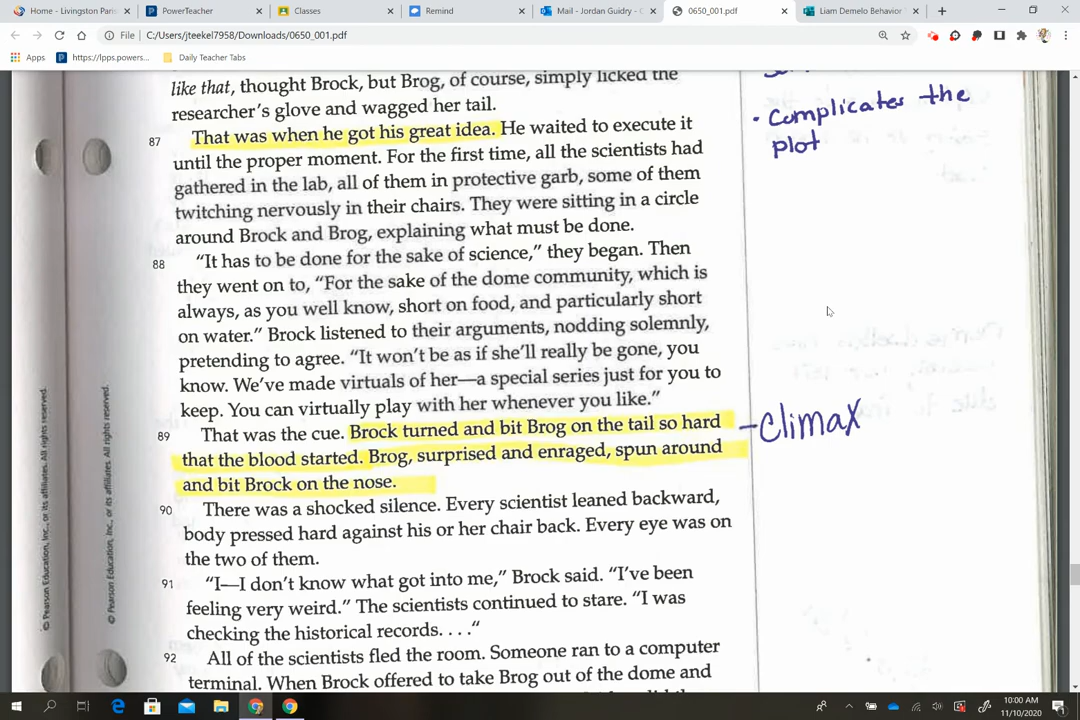 Home - Livingston Pari
PowerTeacher
Classes
Remind
Mail - Jordan Guidry - O
0650_001.pdf
Liam Demelo Behavior
File
C:/Users/jteekel7958/Downloads/0650_001.pdf
Apps
https://lpps.powers...
Daily Teacher Tabs
like that, thought Brock, but Brog, of course, simply licked the
researcher's glove and wagged her tail.
• Complicates the
plot
87 That was when he got his great idea. He waited to execute it
until the proper moment. For the first time, all the scientists had
gathered in the lab, all of them in protective garb, some of them
twitching nervously in their chairs. They were sitting in a circle
around Brock and Brog, explaining what must be done.
88 "It has to be done for the sake of science," they began. Then
they went on to, "For the sake of the dome community, which is
always, as you well know, short on food, and particularly short
on water." Brock listened to their arguments, nodding solemnly,
pretending to agree. "It won't be as if she'll really be gone, you
know. We've made virtuals of her—a special series just for you to
keep. You can virtually play with her whenever you like."
89 That was the cue. Brock turned and bit Brog on the tail so hard
that the blood started. Brog, surprised and enraged, spun around
and bit Brock on the nose.
- Climax
90 There was a shocked silence. Every scientist leaned backward,
body pressed hard against his or her chair back. Every eye was on
the two of them.
91 "I—I don't know what got into me," Brock said. "I've been
feeling very weird." The scientists continued to stare. "I was
checking the historical records. . . ."
92 All of the scientists fled the room. Someone ran to a computer
terminal. When Brock offered to take Brog out of the dome and
© Pearson Education, Inc., or its affiliates. All rights reserved.
© Pearson Education, Inc., or its affiliates. All rights reserved.
10:00 AM
11/10/2020